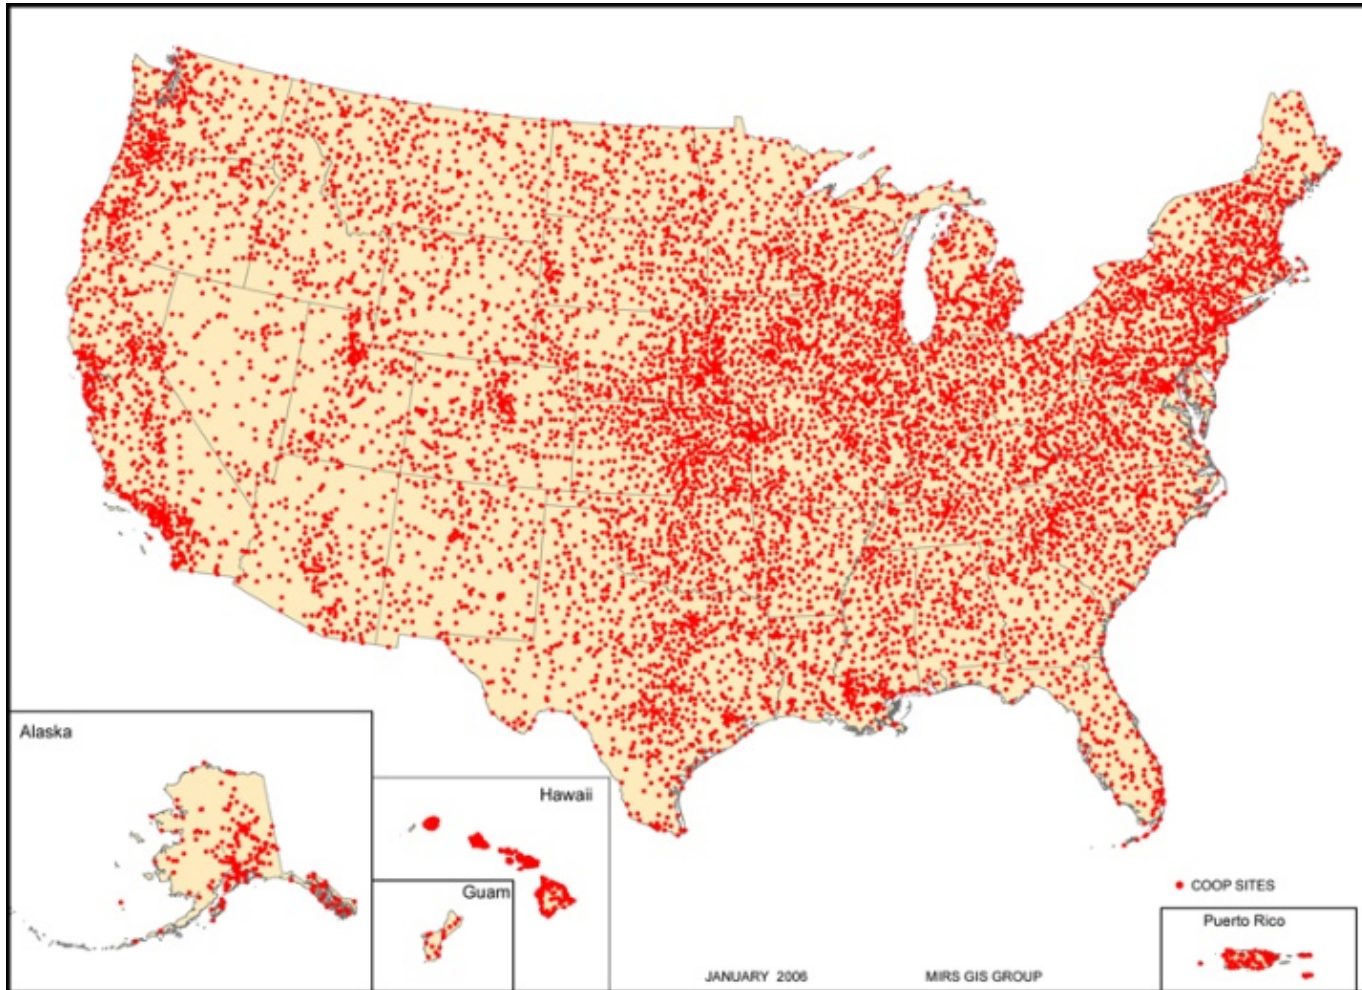 Alaska
Hawaii
Guam
COOP SITES
Puerto Rico
JANUARY 2006
MIRS GIS GROUP